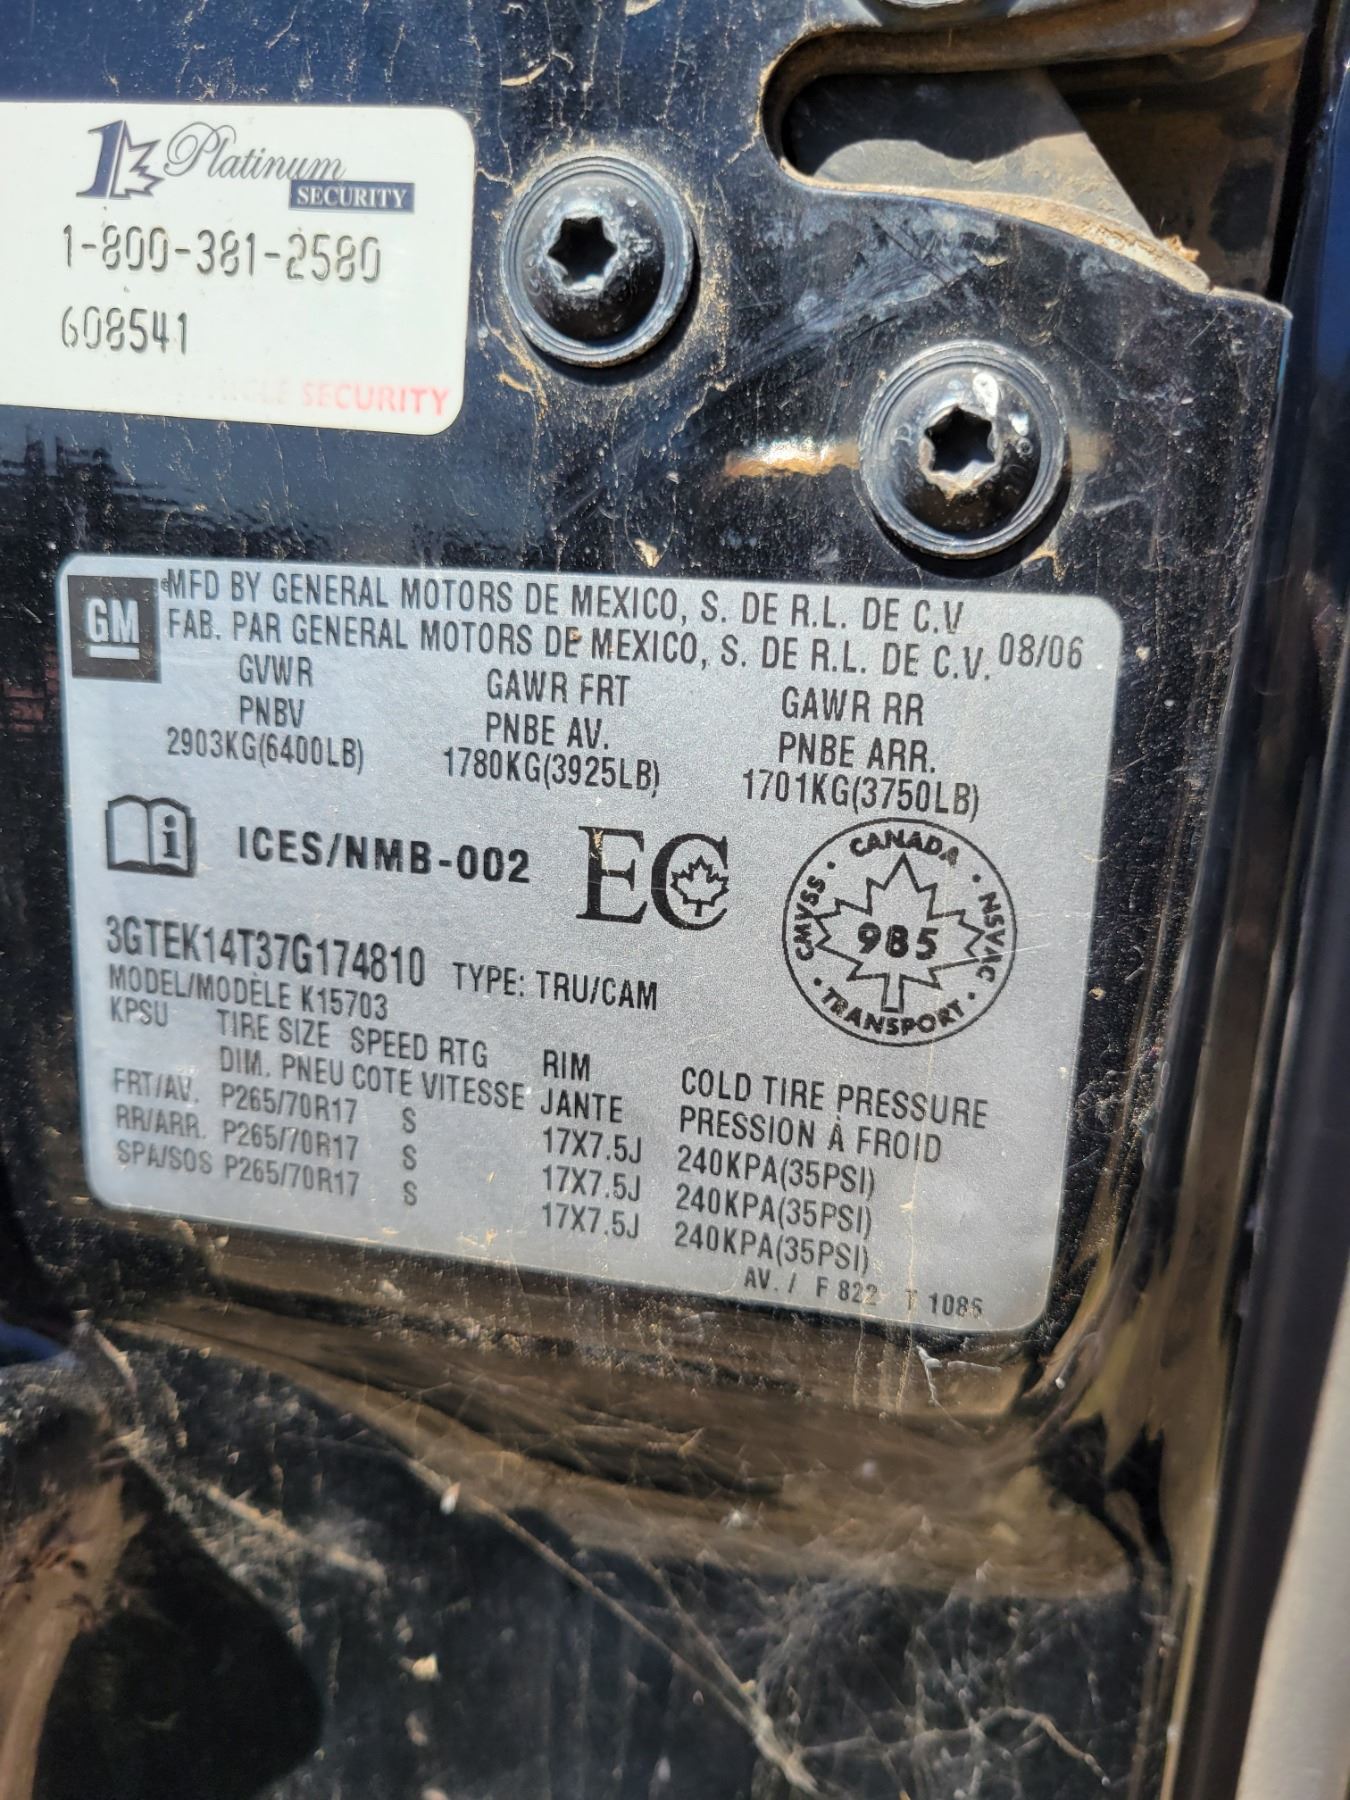 1 Platinum
SECURITY
1-800-381-2580
608541
SECURITY
GM
MFD BY GENERAL MOTORS DE MEXICO, S. DE R.L. DE C.V
FAB. PAR GENERAL MOTORS DE MEXICO, S. DE R.L. DE C.V. 08/06
GVWR GAWR FRT GAWR RR
PNBV PNBE AV. PNBE ARR.
2903KG(6400LB) 1780KG(3925LB) 1701KG(3750LB)
i ICES/NMB-002 EC
CANADA
CMVSS · NSVAC
985
TRANSPORT
3GTEK14T37G174810 TYPE: TRU/CAM
MODEL/MODÈLE K15703
KPSU TIRE SIZE SPEED RTG RIM COLD TIRE PRESSURE
DIM. PNEU COTE VITESSE JANTE PRESSION À FROID
FRT/AV. P265/70R17 S 17X7.5J 240KPA(35PSI)
RR/ARR. P265/70R17 S 17X7.5J 240KPA(35PSI)
SPA/SOS P265/70R17 S 17X7.5J 240KPA(35PSI)
AV. / F 822 T 1086